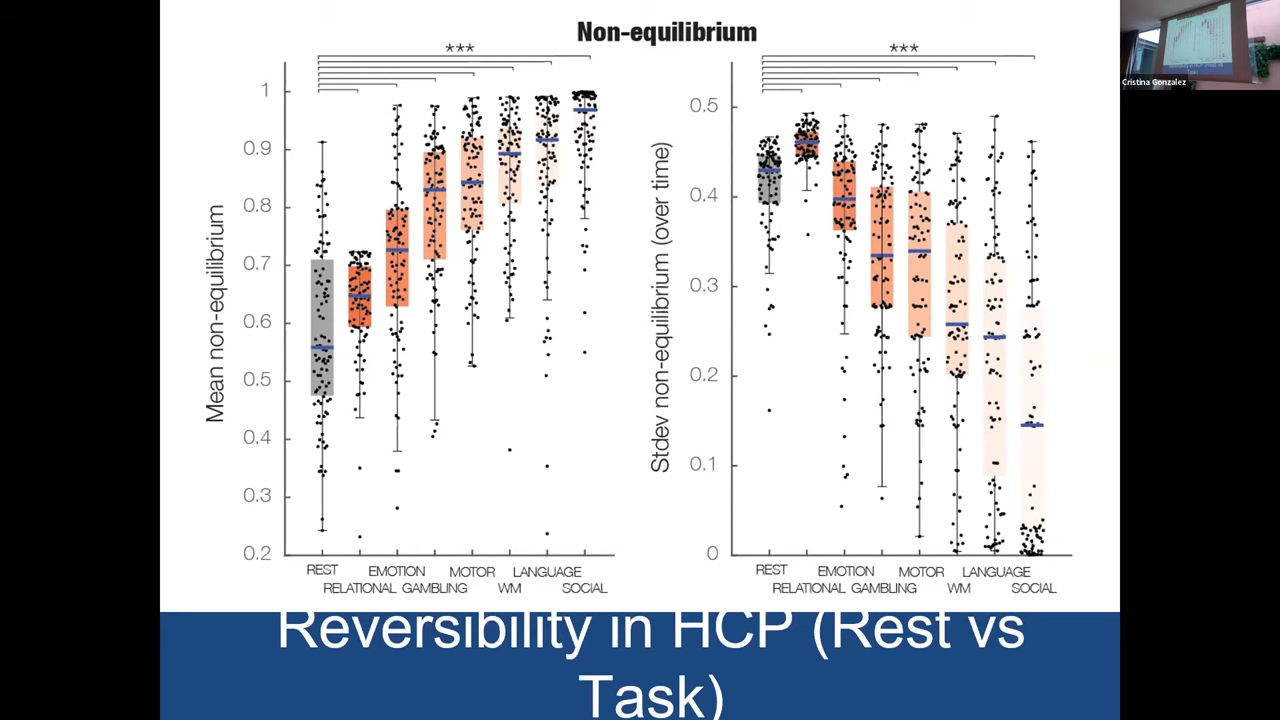 Non-equilibrium
***
Mean non-equilibrium
1
0.9
0.8
0.7
0.6
0.5
0.4
0.3
0.2
REST
EMOTION
MOTOR
LANGUAGE
RELATIONAL
GAMBLING
WM
SOCIAL
***
Stdev non-equilibrium (over time)
0.5
0.4
0.3
0.2
0.1
0
REST
EMOTION
MOTOR
LANGUAGE
RELATIONAL
GAMBLING
WM
SOCIAL
Reversibility in HCP (Rest vs
Task)
Task)
Cristina Gonzalez